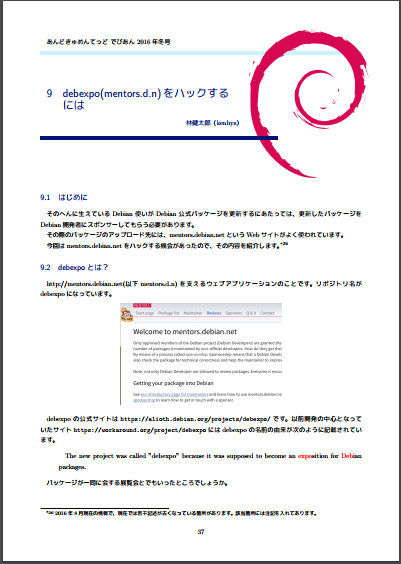 あんどきゅめんてっど でびあん 2016 年冬号
9 debexpo(mentors.d.n) をハックする
には
林健太郎 (kenhys)
9.1 はじめに
そのへんに生えている Debian 使いが Debian 公式パッケージを更新するにあたっては、更新したパッケージを
Debian 開発者にスポンサーしてもらう必要があります。
その際のパッケージのアップロード先には、mentors.debian.net という Web サイトがよく使われています。
今回は mentors.debian.net をハックする機会があったので、その内容を紹介します。*26
9.2 debexpo とは?
http://mentors.debian.net(以下 mentors.d.n) を支えるウェブアプリケーションのことです。リポジトリ名が
debexpo になっています。
Start page Package list Maintainer Reviews Sponsors Q & A Contact
Welcome to mentors.debian.net
Only approved members of the Debian project (Debian Developers) are granted the
number of packages is maintained by non-official developers. How do they get the
By means of a process called sponsorship. Sponsorship means that a Debian Develo
also check the package for technical correctness and help the maintainer to improve
Note, not only Debian Developer are allowed to review packages. Everyone is encou
Getting your package into Debian
See our introductory page for maintainers and learn how to use mentors.debian.ne
sponsorship to learn how to get in touch with a sponsor.
debexpo の公式サイトは https://alioth.debian.org/projects/debexpo/ です。以前開発の中心となって
いたサイト https://workaround.org/project/debexpo には debexpo の名前の由来が次のように記載されてい
ます。
The new project was called "debexpo" because it was supposed to become an exposition for Debian
packages.
パッケージが一同に会する展覧会とでもいったところでしょうか。
*26 2016 年 8 月現在の情報で、現在では若干記述が古くなっている箇所があります。該当箇所には注記を入れてあります。
37